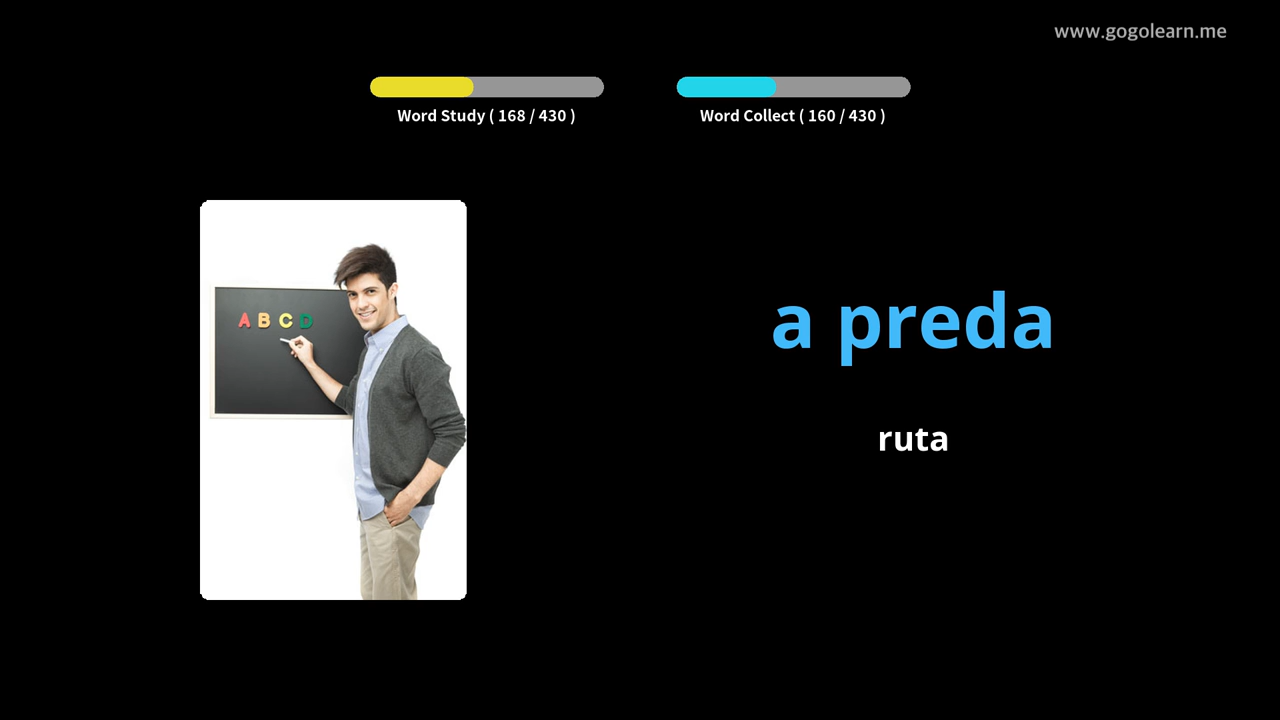 www.gogolearn.me
Word Study ( 168 / 430 )
Word Collect ( 160 / 430 )
A B C D
a preda
ruta